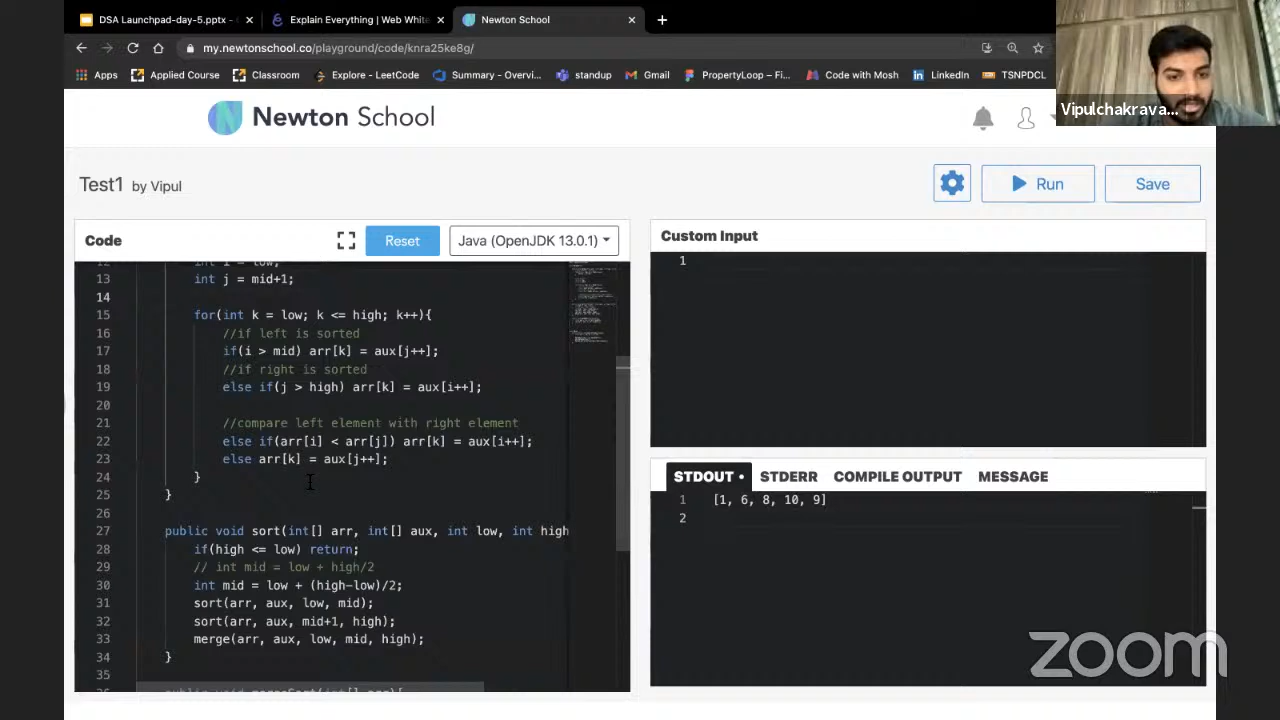 DSA Launchpad-day-5.pptx -
Explain Everything | Web White
Newton School
my.newtonschool.co/playground/code/knra25ke8g/
Apps
Applied Course
Classroom
Explore - LeetCode
Summary - Overvi...
standup
Gmail
PropertyLoop – Fi...
Code with Mosh
LinkedIn
TSNPDCL
Vipulchakrava...
Newton School
Test1 by Vipul
Run
Save
Code
Reset
Java (OpenJDK 13.0.1)
Custom Input
1
12 int i = low;
13 int j = mid+1;
14
15 for(int k = low; k <= high; k++){
16 //if left is sorted
17 if(i > mid) arr[k] = aux[j++];
18 //if right is sorted
19 else if(j > high) arr[k] = aux[i++];
20
21 //compare left element with right element
22 else if(arr[i] < arr[j]) arr[k] = aux[i++];
23 else arr[k] = aux[j++];
24 }
25 }
26
27 public void sort(int[] arr, int[] aux, int low, int high
28 if(high <= low) return;
29 // int mid = low + high/2
30 int mid = low + (high-low)/2;
31 sort(arr, aux, low, mid);
32 sort(arr, aux, mid+1, high);
33 merge(arr, aux, low, mid, high);
34 }
35
STDOUT •
STDERR
COMPILE OUTPUT
MESSAGE
1 [1, 6, 8, 10, 9]
2
zoom